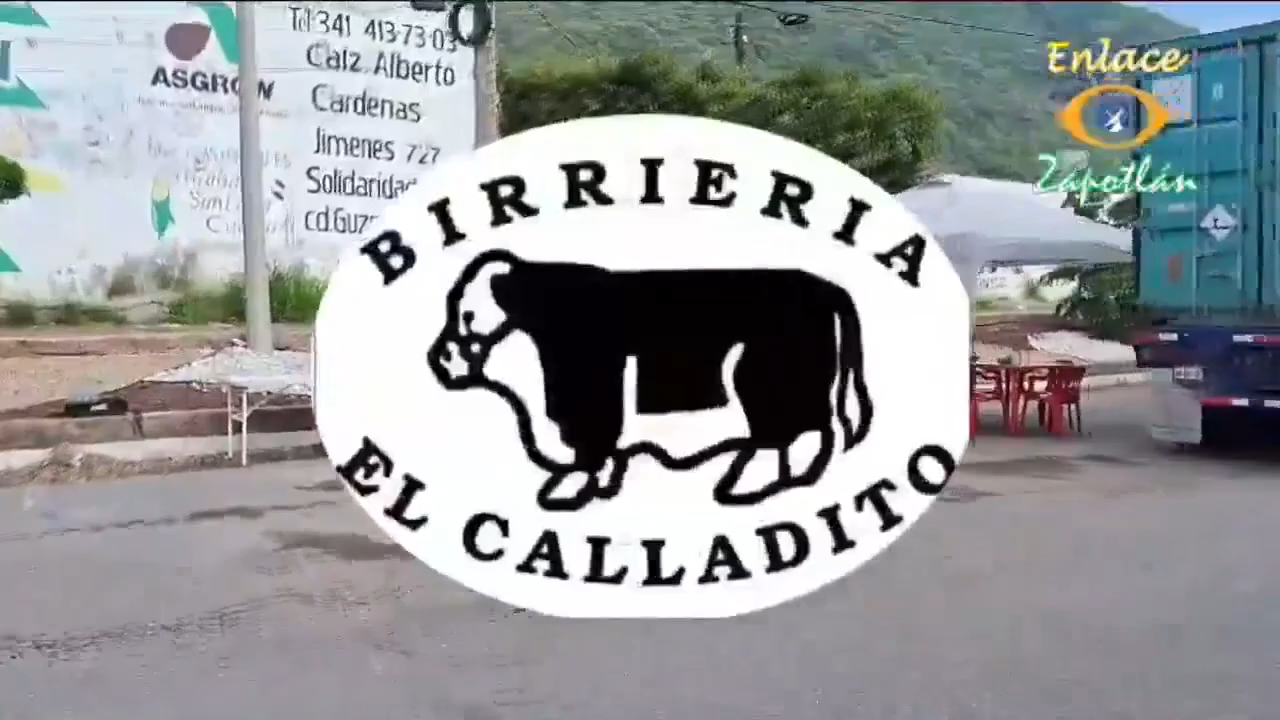 ASGROW
Tel:341 413-73-03
Calz. Alberto
Cardenas
Jimenes 727
Solidaridad
cd.Guz
Enlace
Zapotlán
BIRRIERIA
EL CALLADITO